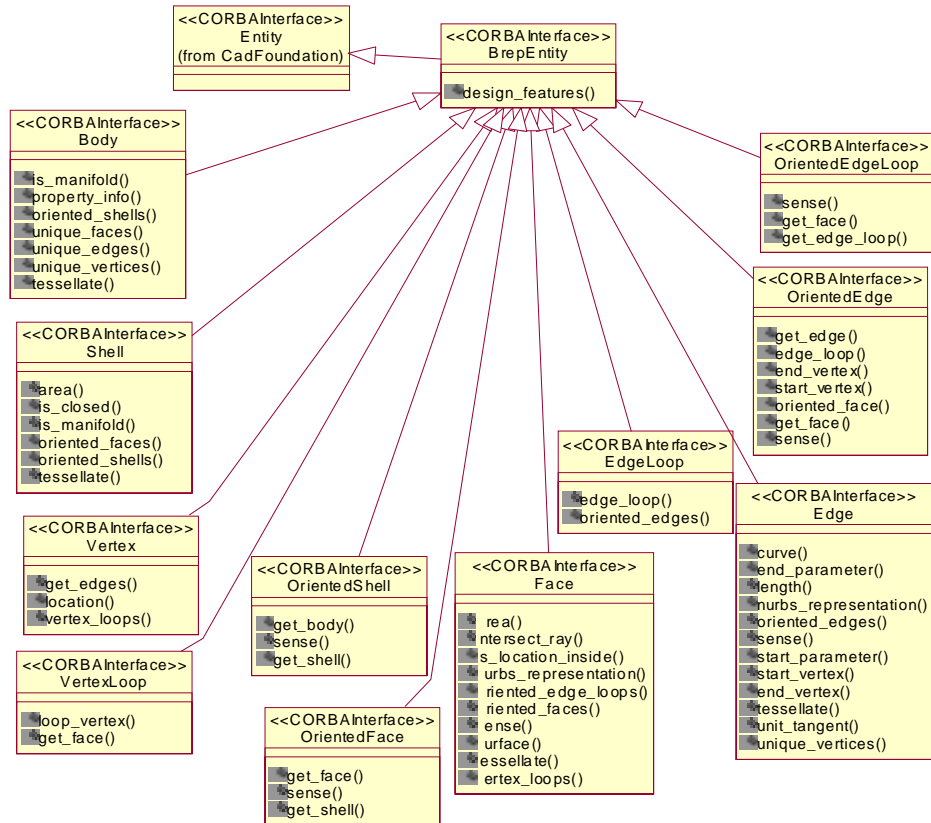 <<CORBAInterface>>
Entity
(from CadFoundation)
<<CORBAInterface>>
BrepEntity
design_features()
<<CORBAInterface>>
Body
is_manifold()
property_info()
oriented_shells()
unique_faces()
unique_edges()
unique_vertices()
tessellate()
<<CORBAInterface>>
OrientedEdgeLoop
sense()
get_face()
get_edge_loop()
<<CORBAInterface>>
OrientedEdge
get_edge()
edge_loop()
end_vertex()
start_vertex()
oriented_face()
get_face()
sense()
<<CORBAInterface>>
Shell
area()
is_closed()
is_manifold()
oriented_faces()
oriented_shells()
tessellate()
<<CORBAInterface>>
EdgeLoop
edge_loop()
oriented_edges()
<<CORBAInterface>>
Edge
curve()
end_parameter()
length()
nurbs_representation()
oriented_edges()
sense()
start_parameter()
start_vertex()
end_vertex()
tessellate()
unit_tangent()
unique_vertices()
<<CORBAInterface>>
Vertex
get_edges()
location()
vertex_loops()
<<CORBAInterface>>
OrientedShell
get_body()
sense()
get_shell()
<<CORBAInterface>>
Face
rea()
ntersect_ray()
s_location_inside()
urbs_representation()
riented_edge_loops()
riented_faces()
ense()
urface()
essellate()
ertex_loops()
<<CORBAInterface>>
VertexLoop
loop_vertex()
get_face()
<<CORBAInterface>>
OrientedFace
get_face()
sense()
get_shell()